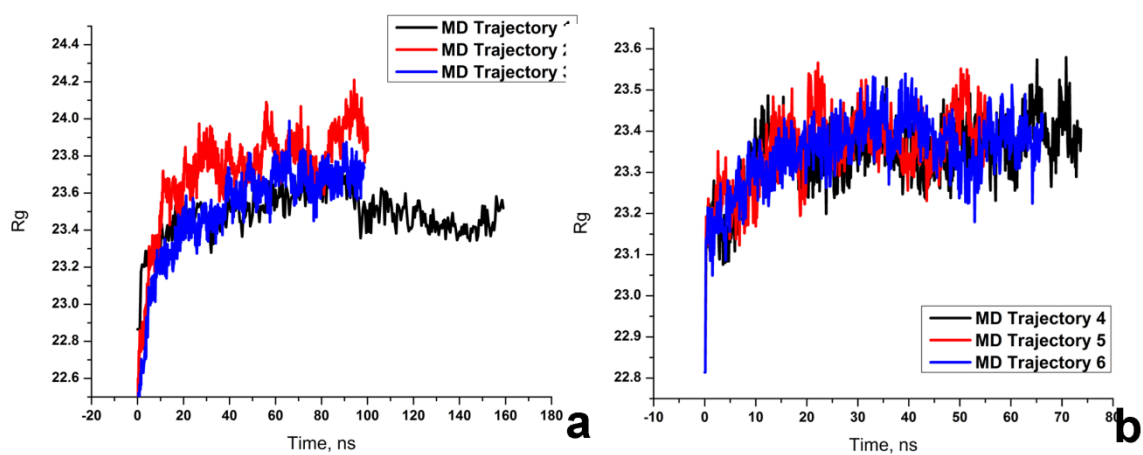 MD Trajectory 1
MD Trajectory 2
MD Trajectory 3
24.4
24.2
24.0
23.8
23.6
23.4
23.2
23.0
22.8
22.6
Rg
-20 0 20 40 60 80 100 120 140 160 180
Time, ns
a
23.6
23.5
23.4
23.3
23.2
23.1
23.0
22.9
22.8
Rg
MD Trajectory 4
MD Trajectory 5
MD Trajectory 6
-10 0 10 20 30 40 50 60 70 80
Time, ns
b